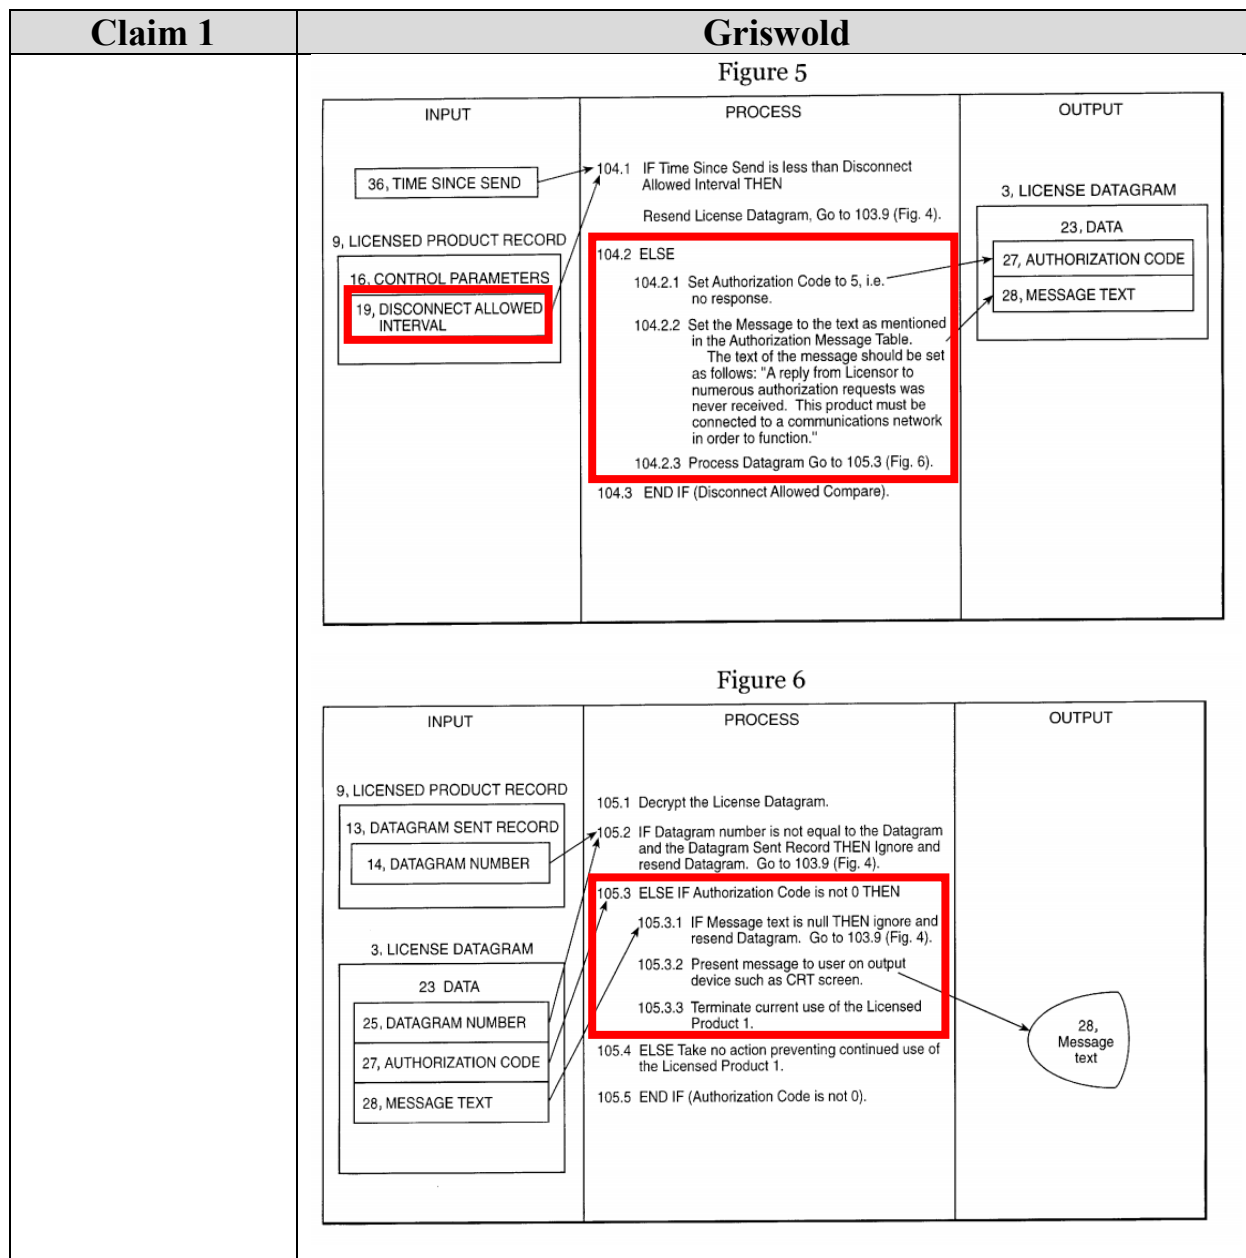 Claim 1
Griswold
Figure 5
INPUT
PROCESS
OUTPUT
36, TIME SINCE SEND
9, LICENSED PRODUCT RECORD
16, CONTROL PARAMETERS
19, DISCONNECT ALLOWED
INTERVAL
104.1 IF Time Since Send is less than Disconnect
Allowed Interval THEN
Resend License Datagram, Go to 103.9 (Fig. 4).
104.2 ELSE
104.2.1 Set Authorization Code to 5, i.e.
no response.
104.2.2 Set the Message to the text as mentioned
in the Authorization Message Table.
The text of the message should be set
as follows: "A reply from Licensor to
numerous authorization requests was
never received. This product must be
connected to a communications network
in order to function."
104.2.3 Process Datagram Go to 105.3 (Fig. 6).
104.3 END IF (Disconnect Allowed Compare).
3, LICENSE DATAGRAM
23, DATA
27, AUTHORIZATION CODE
28, MESSAGE TEXT
Figure 6
INPUT
PROCESS
OUTPUT
9, LICENSED PRODUCT RECORD
13, DATAGRAM SENT RECORD
14, DATAGRAM NUMBER
3, LICENSE DATAGRAM
23 DATA
25, DATAGRAM NUMBER
27, AUTHORIZATION CODE
28, MESSAGE TEXT
105.1 Decrypt the License Datagram.
105.2 IF Datagram number is not equal to the Datagram
and the Datagram Sent Record THEN Ignore and
resend Datagram. Go to 103.9 (Fig. 4).
105.3 ELSE IF Authorization Code is not 0 THEN
105.3.1 IF Message text is null THEN ignore and
resend Datagram. Go to 103.9 (Fig. 4).
105.3.2 Present message to user on output
device such as CRT screen.
105.3.3 Terminate current use of the Licensed
Product 1.
105.4 ELSE Take no action preventing continued use of
the Licensed Product 1.
105.5 END IF (Authorization Code is not 0).
28,
Message
text